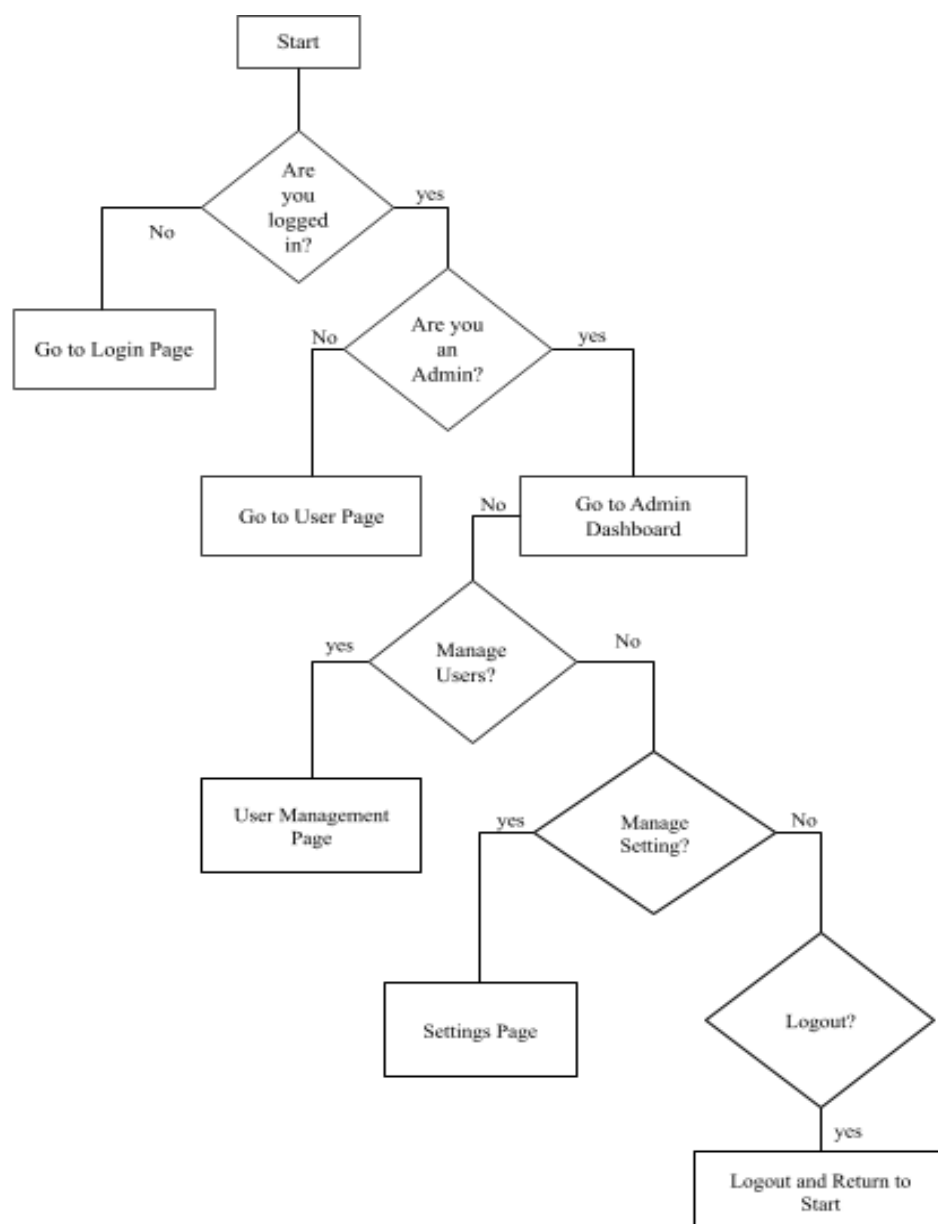 Start
Are
you
logged
in?
yes
No
Go to Login Page
No
Are you
an
Admin?
yes
Go to User Page
No
Go to Admin
Dashboard
yes
Manage
Users?
No
User Management
Page
yes
Manage
Setting?
No
Settings Page
Logout?
yes
Logout and Return to
Start